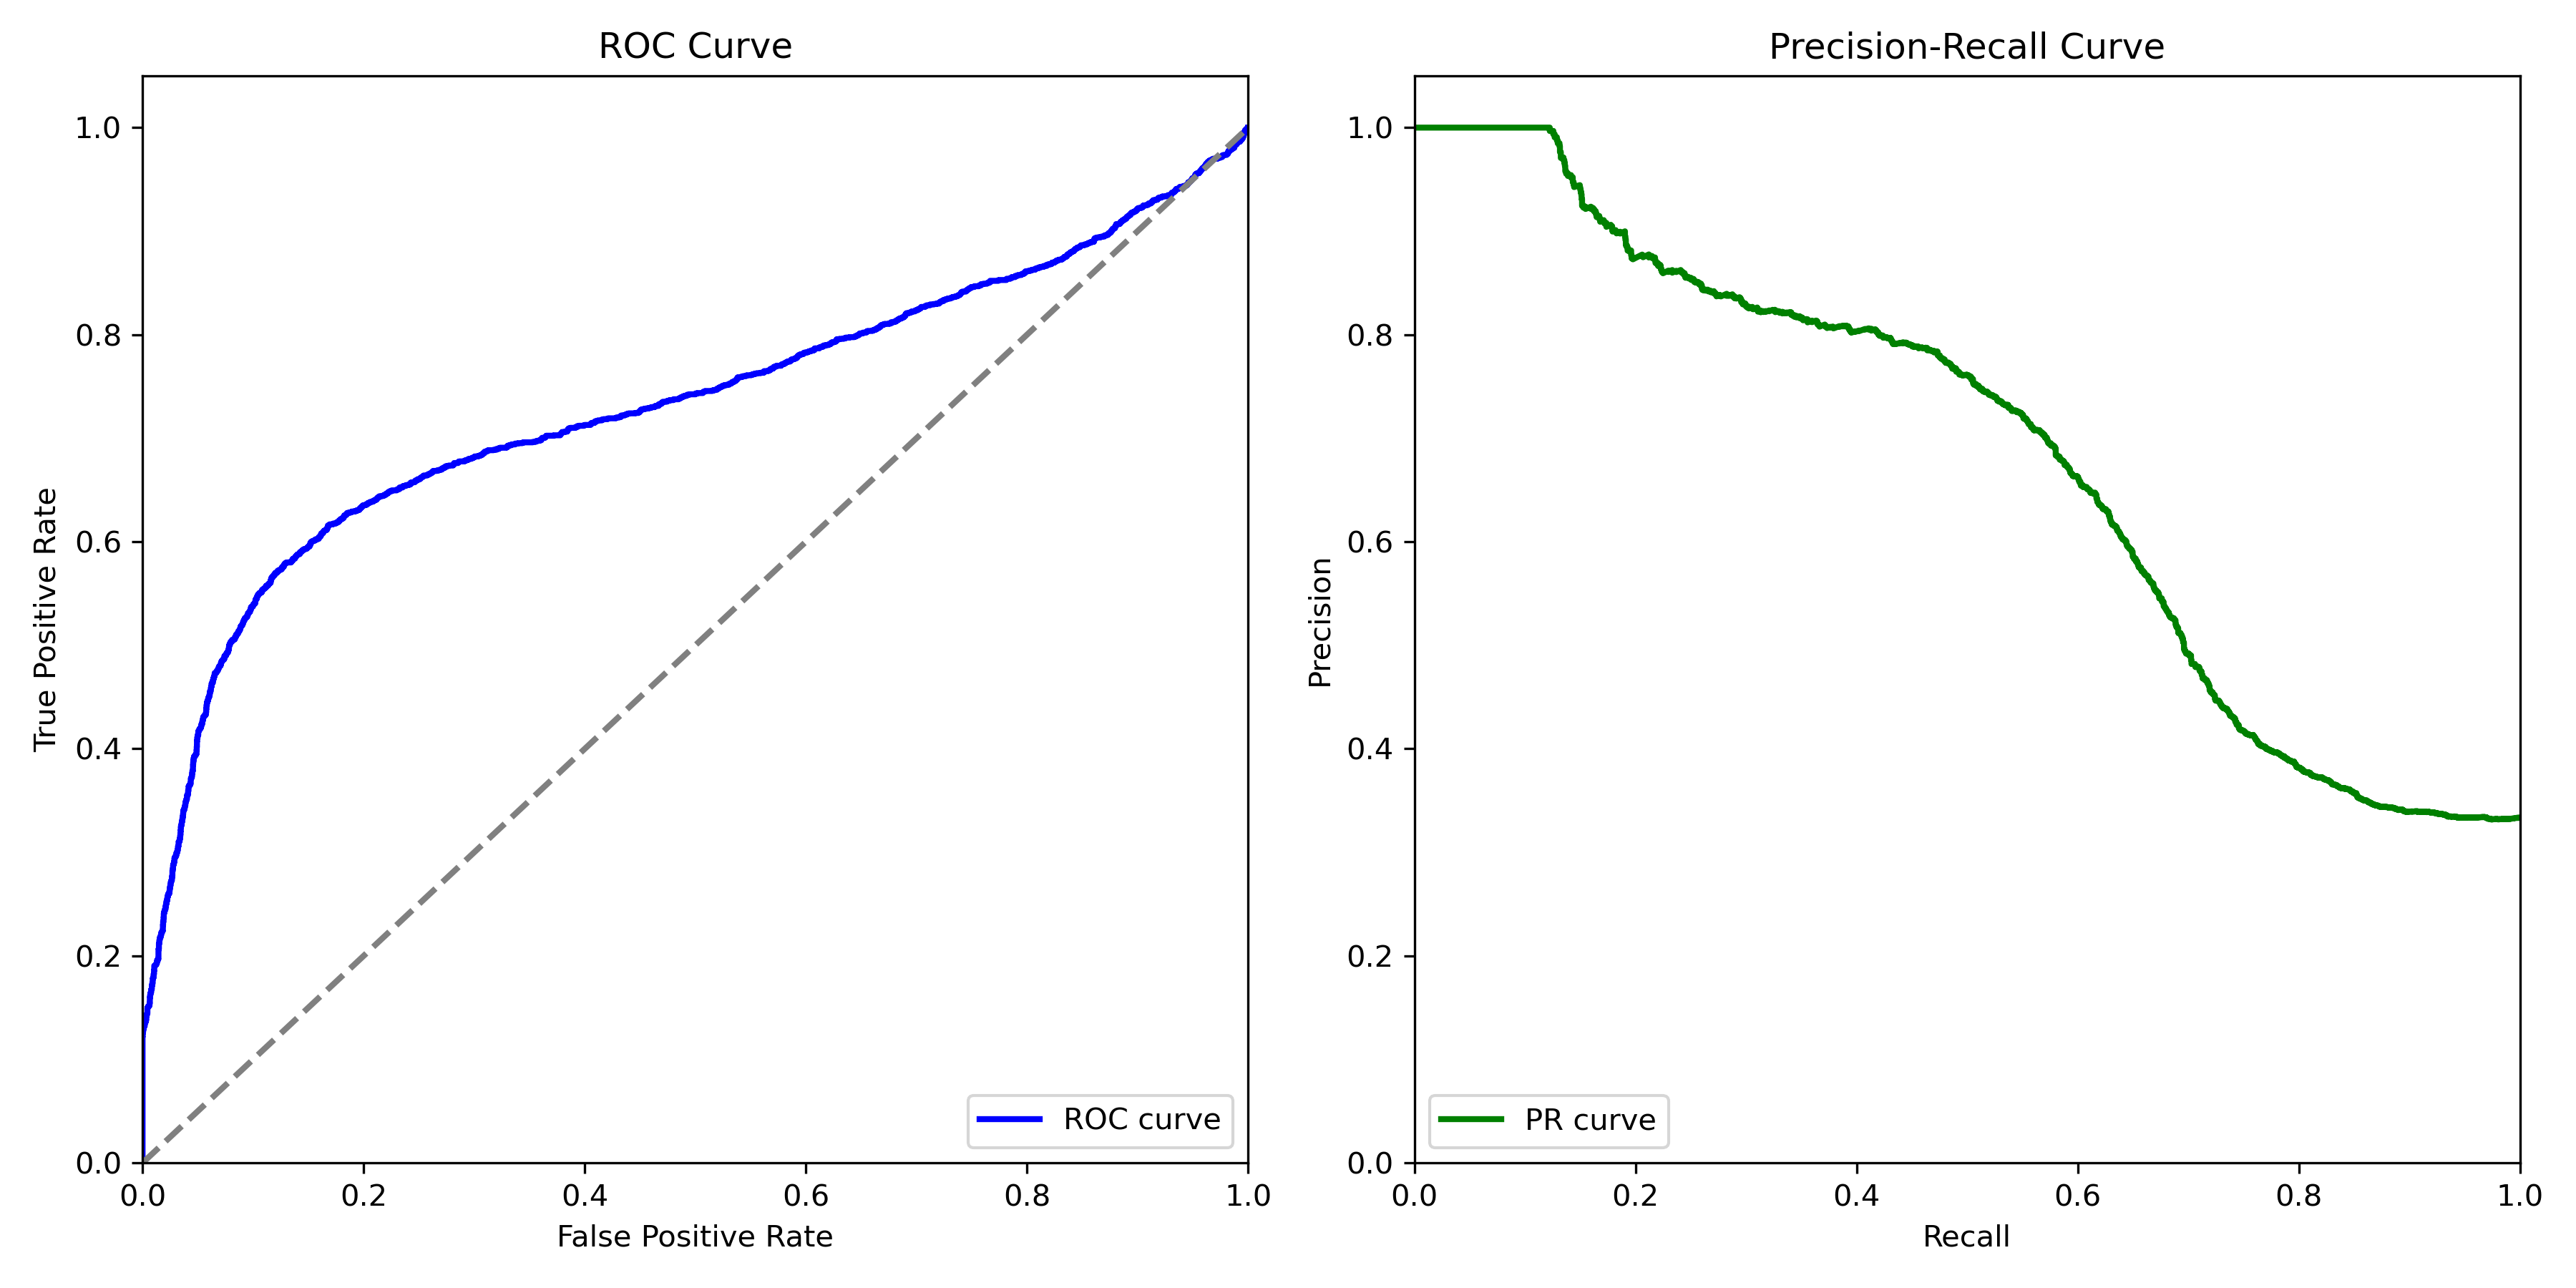 ROC Curve
True Positive Rate
1.0
0.8
0.6
0.4
0.2
0.0
0.0 0.2 0.4 0.6 0.8 1.0
False Positive Rate
ROC curve
Precision-Recall Curve
Precision
1.0
0.8
0.6
0.4
0.2
0.0
0.0 0.2 0.4 0.6 0.8 1.0
Recall
PR curve